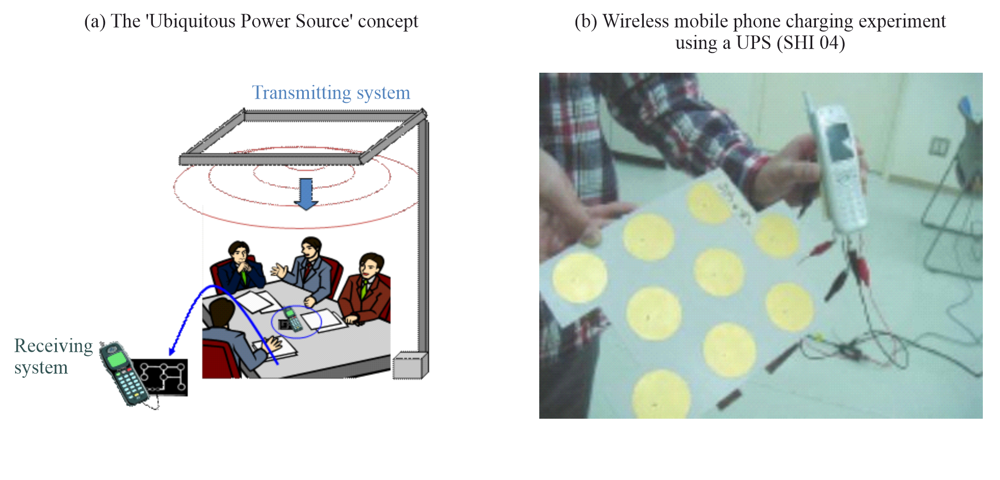 (a) The 'Ubiquitous Power Source' concept
(b) Wireless mobile phone charging experiment
using a UPS (SHI 04)
Transmitting system
Receiving
system